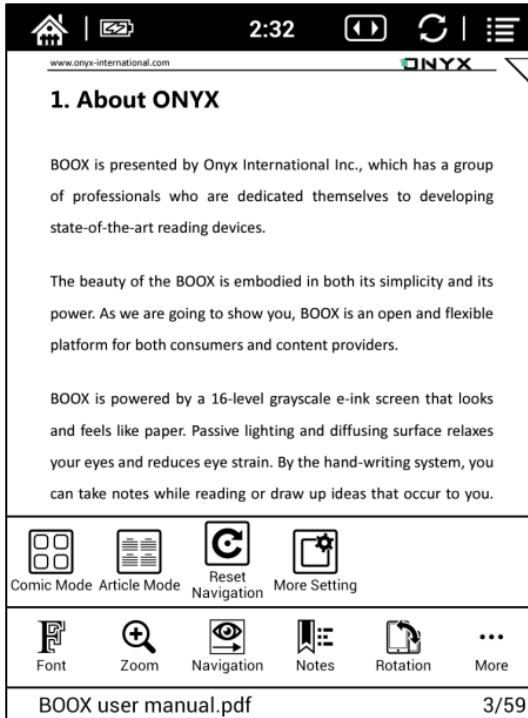 2:32
www.onyx-international.com
ONYX
1. About ONYX
BOOX is presented by Onyx International Inc., which has a group
of professionals who are dedicated themselves to developing
state-of-the-art reading devices.
The beauty of the BOOX is embodied in both its simplicity and its
power. As we are going to show you, BOOX is an open and flexible
platform for both consumers and content providers.
BOOX is powered by a 16-level grayscale e-ink screen that looks
and feels like paper. Passive lighting and diffusing surface relaxes
your eyes and reduces eye strain. By the hand-writing system, you
can take notes while reading or draw up ideas that occur to you.
Comic Mode Article Mode Reset Navigation More Setting
Font Zoom Navigation Notes Rotation More
BOOX user manual.pdf 3/59